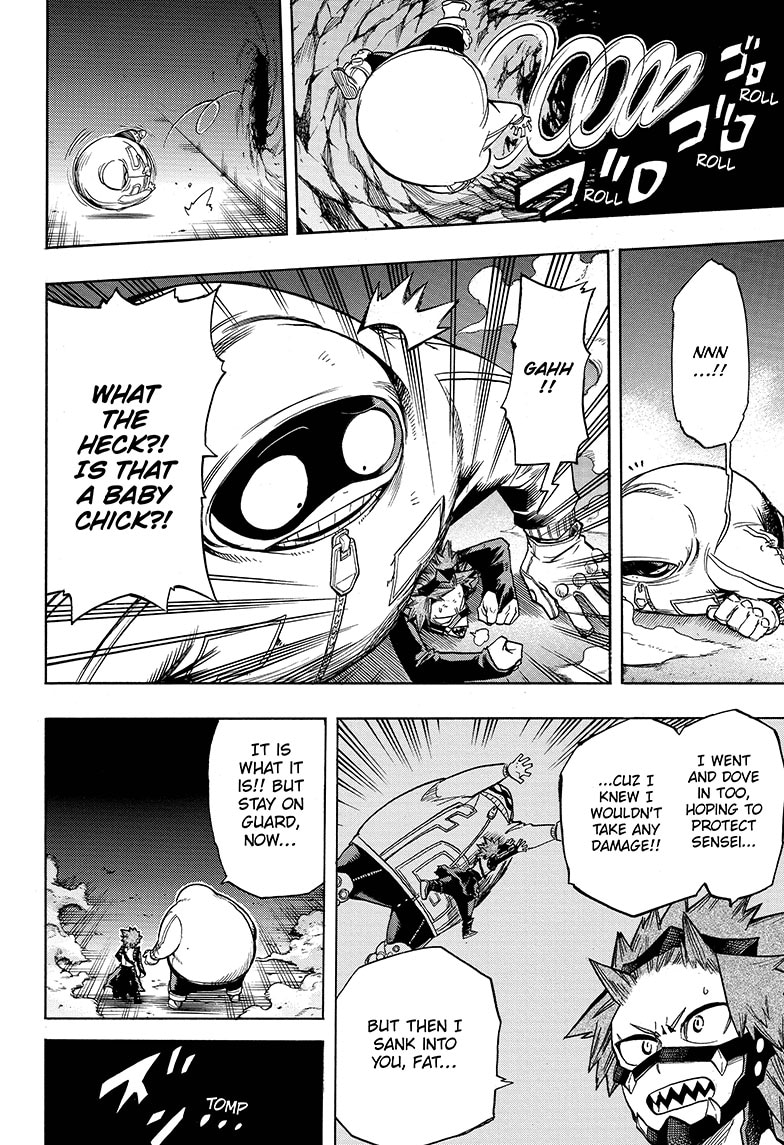 ゴロ
ROLL
ゴロ
ROLL
ゴロ
ROLL
NNN
...!!
GAHH
!!
WHAT
THE
HECK?!
IS THAT
A BABY
CHICK?!
I WENT
AND DOVE
IN TOO,
HOPING TO
PROTECT
SENSEI...
...CUZ I
KNEW I
WOULDN'T
TAKE ANY
DAMAGE!!
BUT THEN I
SANK INTO
YOU, FAT...
IT IS
WHAT IT
IS!! BUT
STAY ON
GUARD,
NOW...
ズン...
TOMP